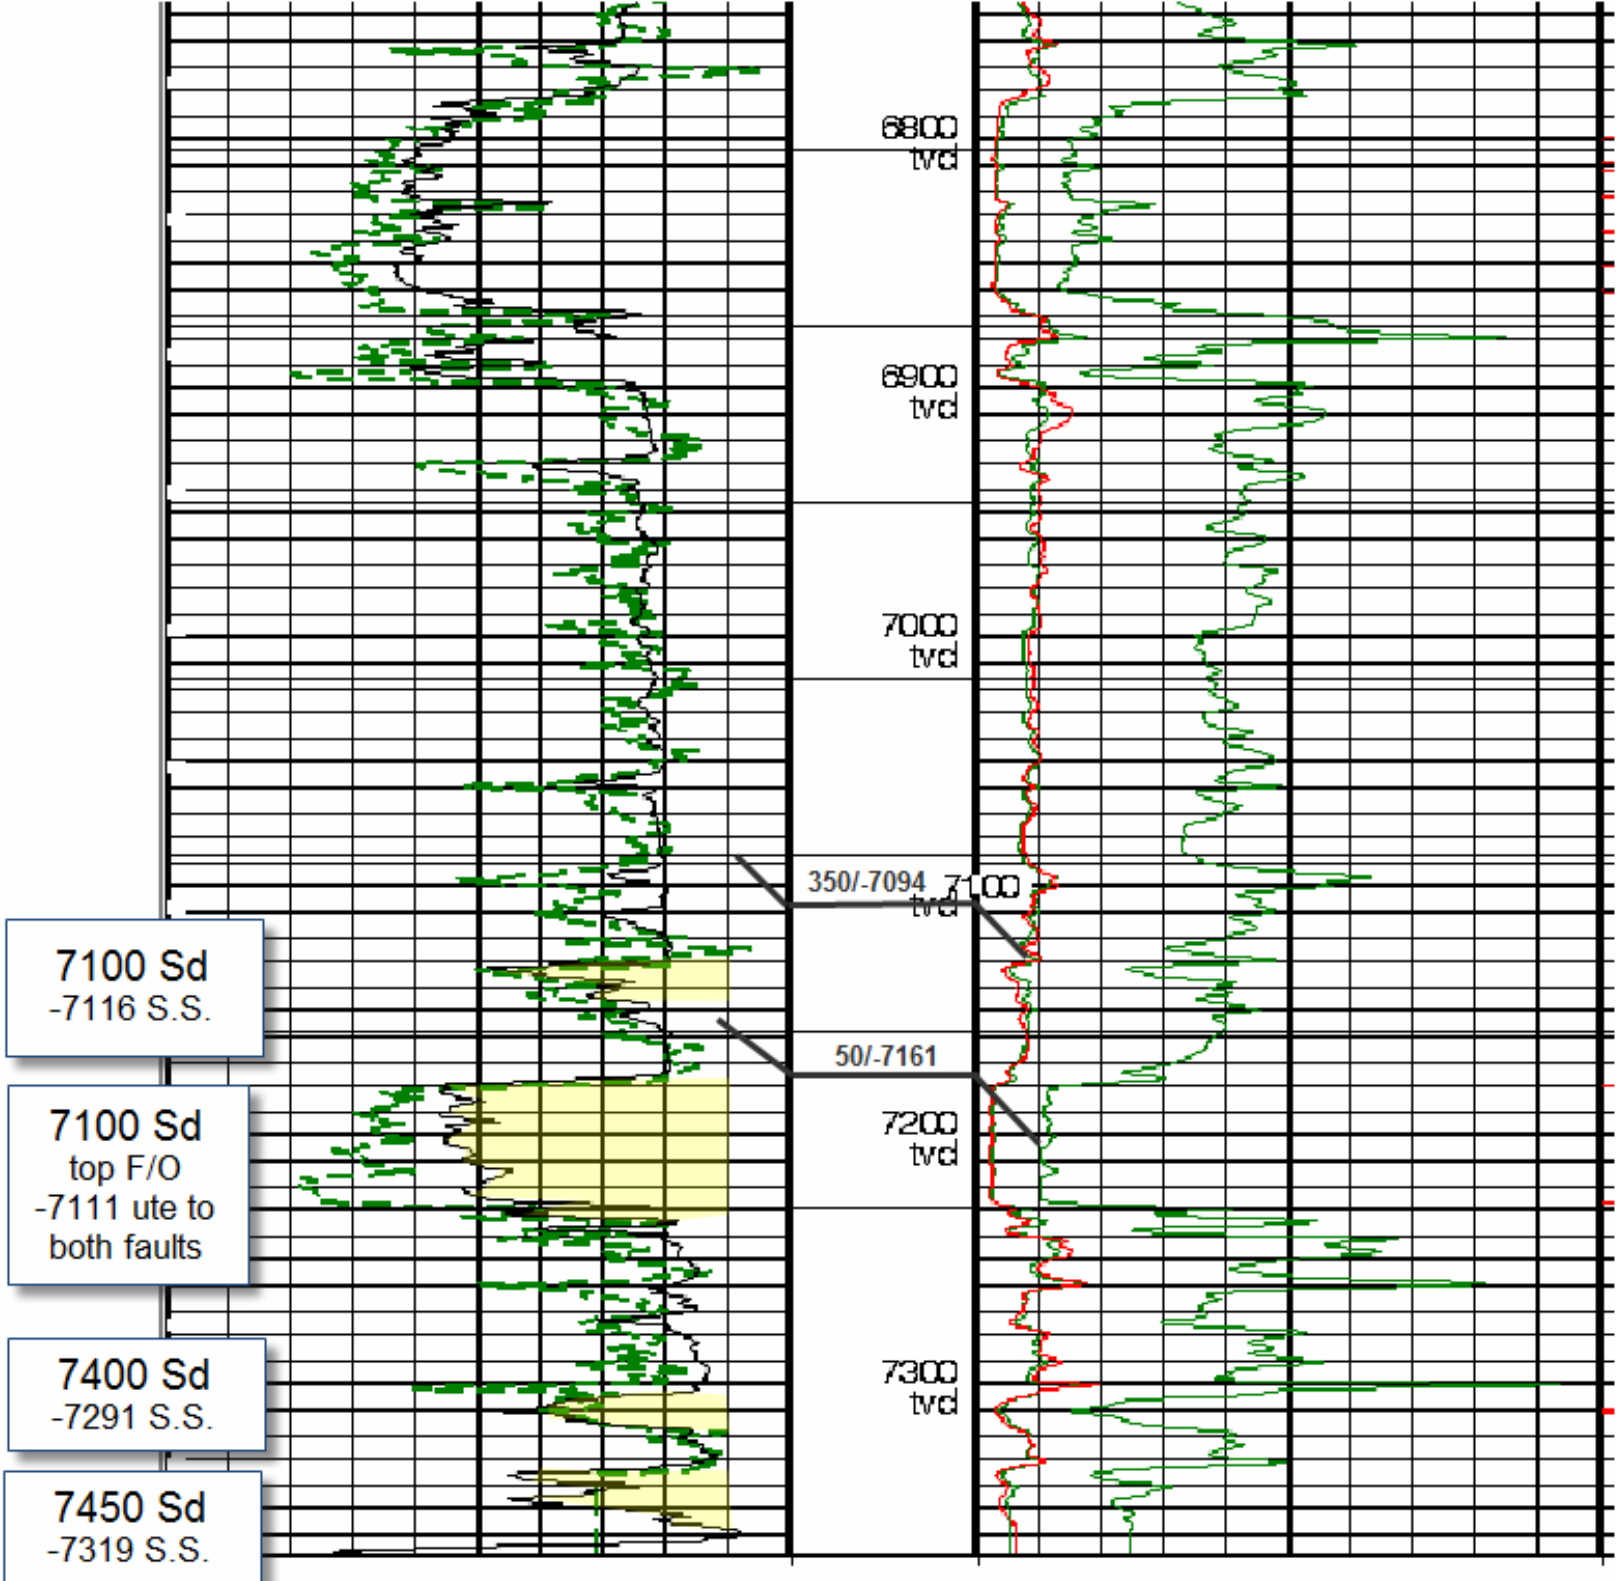 6800
tvd
6900
tvd
7000
tvd
350/-7094 7100
tvd
7100 Sd
-7116 S.S.
50/-7161
7100 Sd
top F/O
-7111 ute to
both faults
7200
tvd
7400 Sd
-7291 S.S.
7300
tvd
7450 Sd
-7319 S.S.